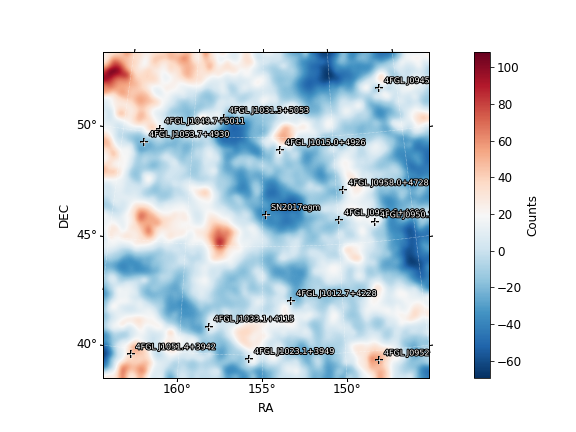 4FGL J0945
4FGL J1031.3+5053
4FGL J1049.7+5011
4FGL J1053.7+4930
4FGL J1015.0+4926
4FGL J0958.0+4728
SN2017egm
4FGL J1012.7+4228
4FGL J1033.1+4115
4FGL J1051.4+3942
4FGL J1023.1+3949
4FGL J0952
50°
45°
40°
160°
155°
150°
DEC
RA
100
80
60
40
20
0
−20
−40
−60
Counts